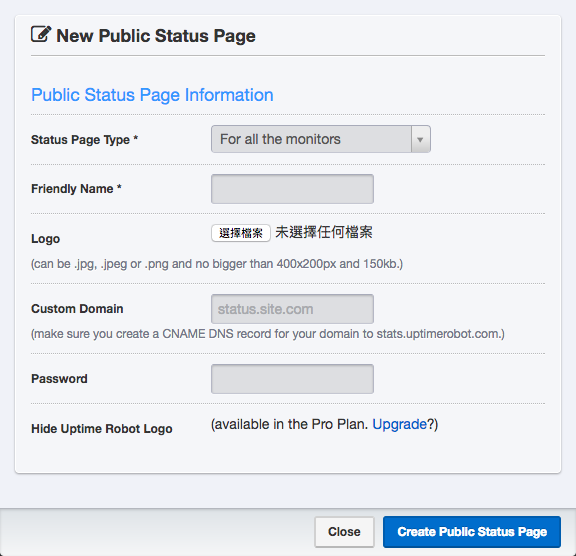 New Public Status Page
Public Status Page Information
Status Page Type *
For all the monitors
Friendly Name *
Logo
選擇檔案 未選擇任何檔案
(can be .jpg, .jpeg or .png and no bigger than 400x200px and 150kb.)
Custom Domain
status.site.com
(make sure you create a CNAME DNS record for your domain to stats.uptimerobot.com.)
Password
Hide Uptime Robot Logo
(available in the Pro Plan. Upgrade?)
Close
Create Public Status Page